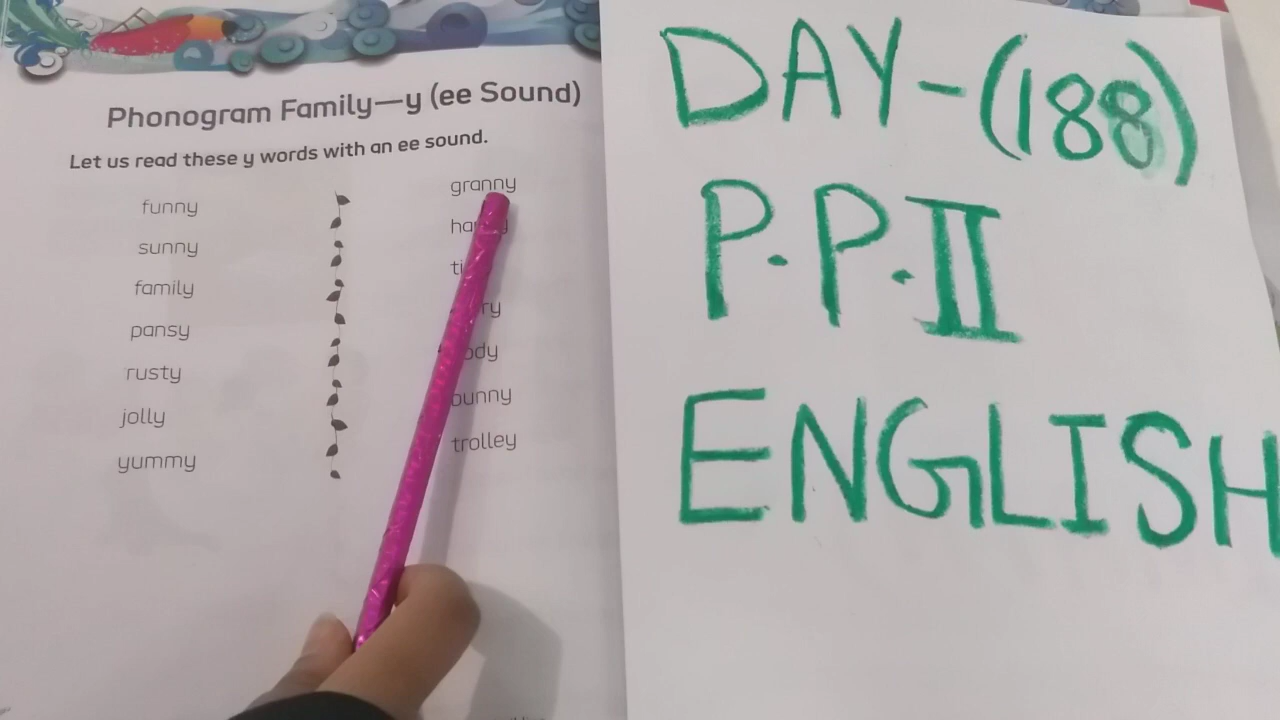 Phonogram Family—y (ee Sound)
Let us read these y words with an ee sound.
funny
sunny
family
pansy
rusty
jolly
yummy
granny
bunny
trolley
DAY-(188)
P.P.II
ENGLISH